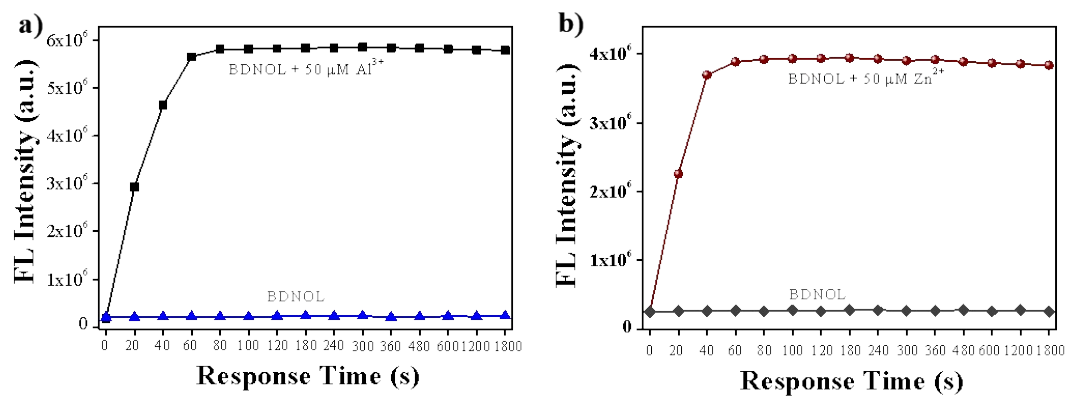 a)
FL Intensity (a.u.)
6x10⁶
5x10⁶
4x10⁶
3x10⁶
2x10⁶
1x10⁶
0
BDNOL + 50 μM Al³⁺
BDNOL
0 20 40 60 80 100 120 180 240 300 360 480 600 1200 1800
Response Time (s)
b)
FL Intensity (a.u.)
4x10⁶
3x10⁶
2x10⁶
1x10⁶
0
BDNOL + 50 μM Zn²⁺
BDNOL
0 20 40 60 80 100 120 180 240 300 360 480 600 1200 1800
Response Time (s)